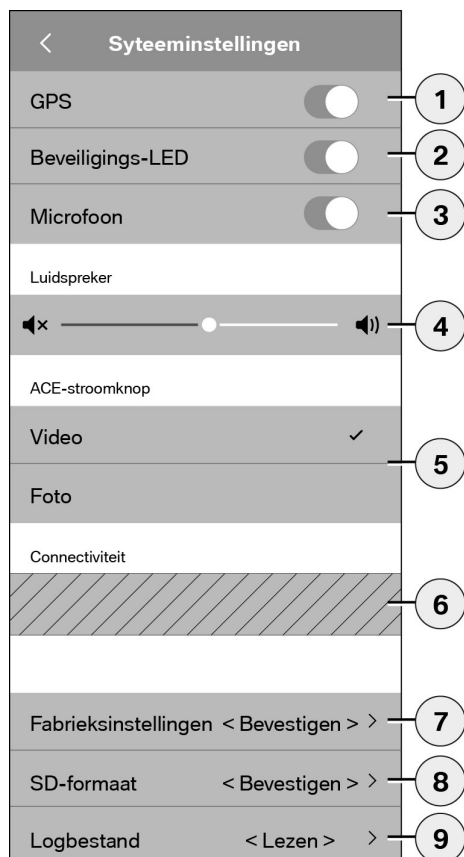 Syteeminstellingen
GPS 1
Beveiligings-LED 2
Microfoon 3
Luidspreker
4
ACE-stroomknop
Video
5
Foto
Connectiviteit
6
Fabrieksinstellingen < Bevestigen > 7
SD-formaat < Bevestigen > 8
Logbestand < Lezen > 9